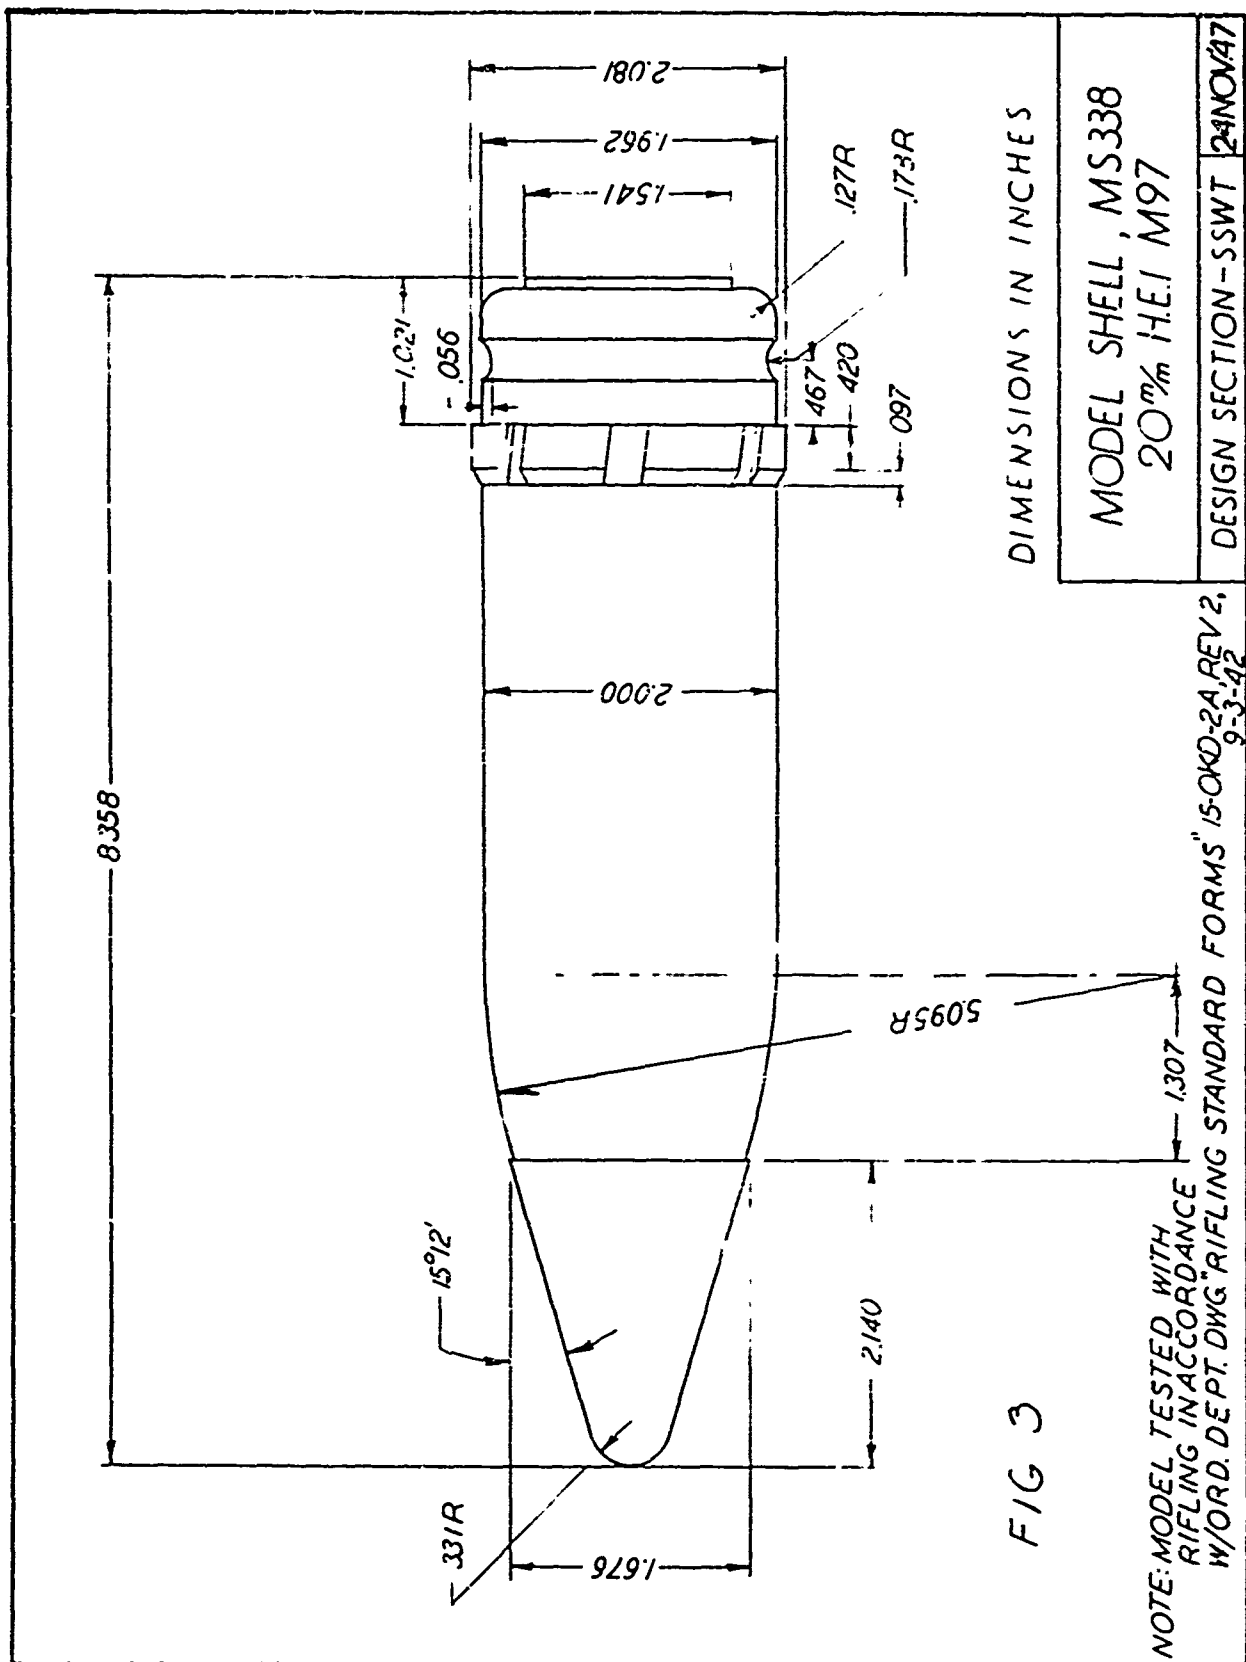 8.358
2.081
1.962
1.541
1.021
.056
.127R
.173R
.467
.420
.097
2.000
5.095R
1.307
15°12'
.331R
1.676
2.140
DIMENSIONS IN INCHES
FIG 3
NOTE: MODEL TESTED WITH
RIFLING IN ACCORDANCE
W/ORD. DEPT. DWG "RIFLING STANDARD FORMS" 15-OKD-2A, REV 2,
9-3-42
MODEL SHELL, MS338
20 m/m H.E.I M97
DESIGN SECTION-SSWT
24NOV47